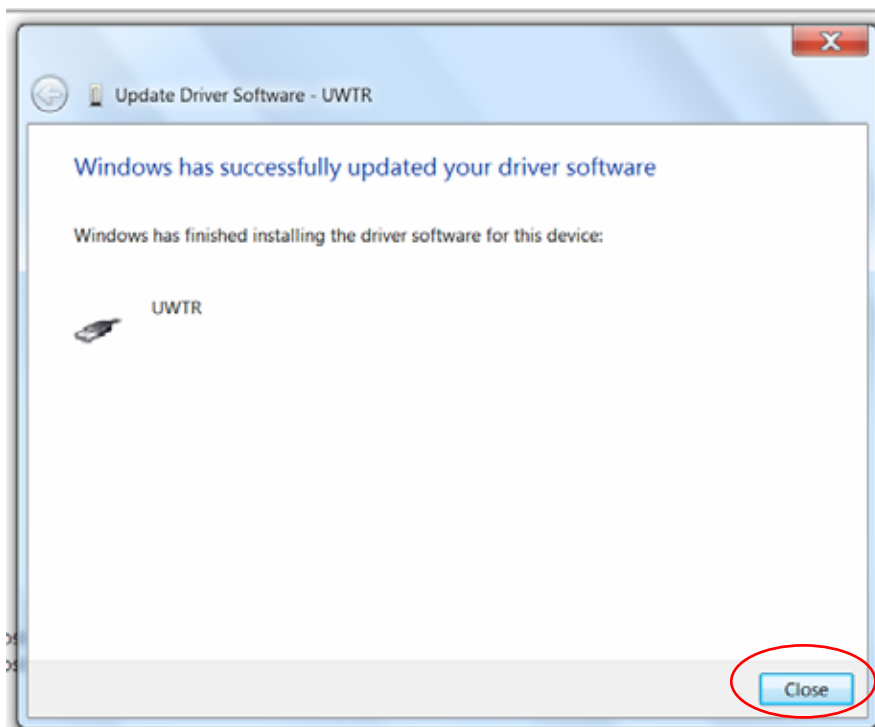 Update Driver Software - UWTR
Windows has successfully updated your driver software
Windows has finished installing the driver software for this device:
UWTR
Close